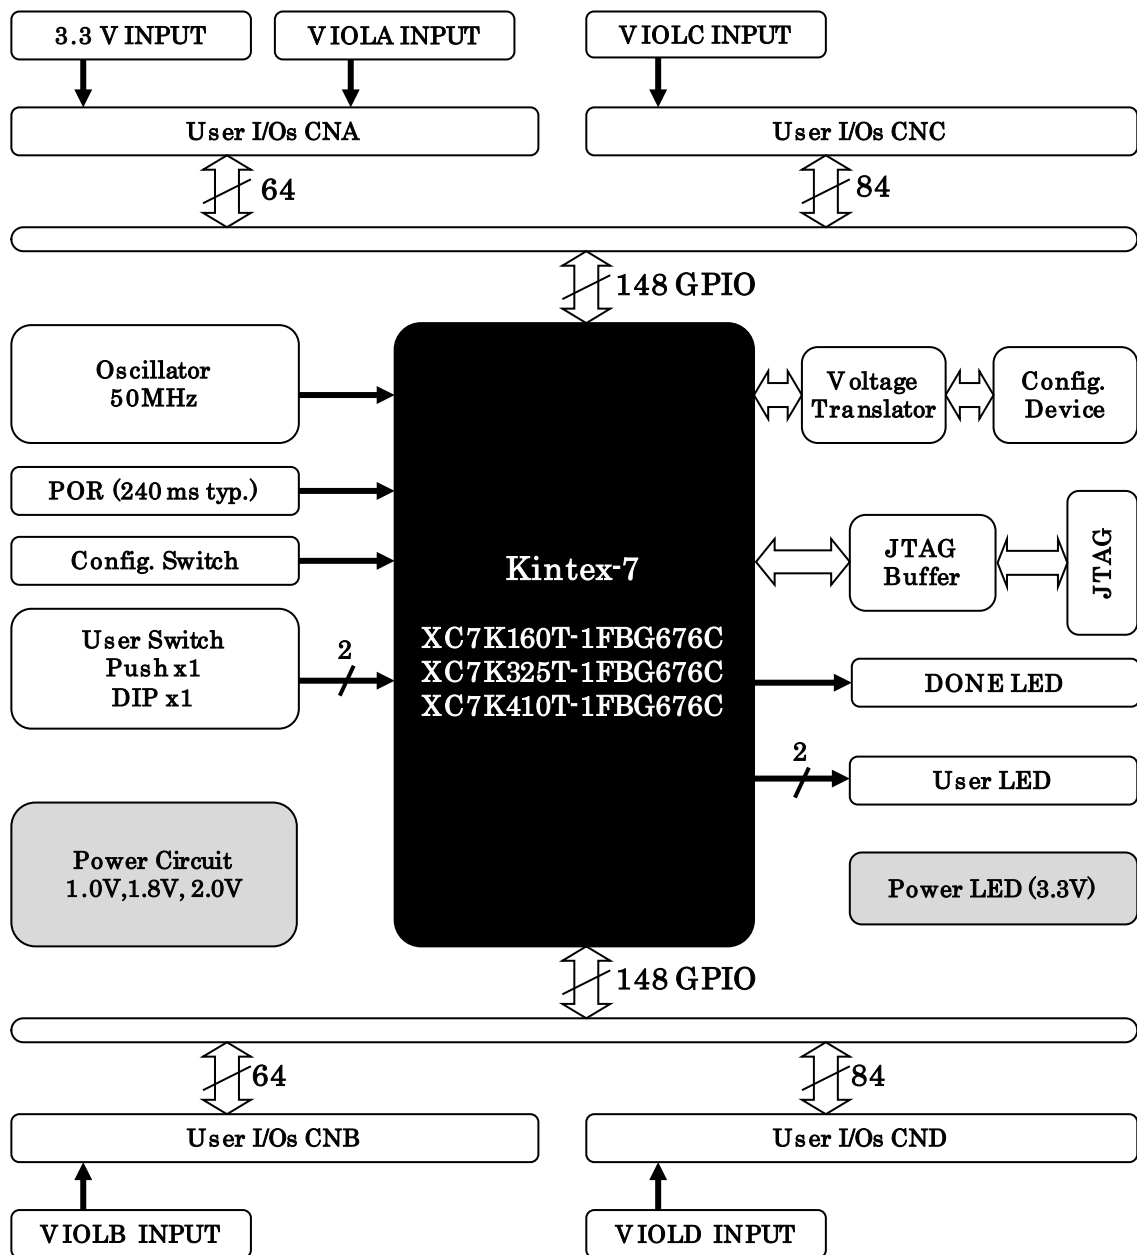 3.3 V INPUT
VIOLA INPUT
VIOLC INPUT
User I/Os CNA
User I/Os CNC
64
84
148 GPIO
Oscillator
50MHz
Voltage
Translator
Config.
Device
POR (240 ms typ.)
Config. Switch
JTAG
Buffer
JTAG
Kintex-7
XC7K160T-1FBG676C
XC7K325T-1FBG676C
XC7K410T-1FBG676C
User Switch
Push x1
DIP x1
2
DONE LED
2
User LED
Power Circuit
1.0V,1.8V, 2.0V
Power LED (3.3V)
148 GPIO
64
84
User I/Os CNB
User I/Os CND
VIOLB INPUT
VIOLD INPUT